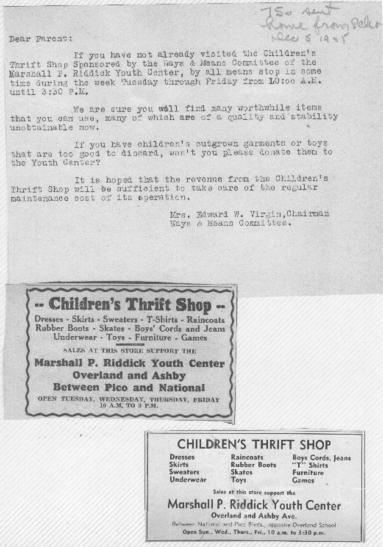 750 sent
home from School
Dec 5 1945
Dear Parent:
If you have not already visited the Children's
Thrift Shop Sponsored by the Ways & Means Committee of the
Marshall P. Riddick Youth Center, by all means stop in some
time during the week Tuesday through Friday from 10:00 A.M.
until 3:30 P.M.
We are sure you will find many worthwhile items
that you can use, many of which are of a quality and stability
unobtainable now.
If you have children's outgrown garments or toys
that are too good to discard, won't you please donate them to
the Youth Center?
It is hoped that the revenue from the Children's
Thrift Shop will be sufficient to take care of the regular
maintenance cost of its operation.
Mrs. Edward W. Virgin, Chairman
Ways & Means Committee.
-- Children's Thrift Shop --
Dresses - Skirts - Sweaters - T-Shirts - Raincoats
Rubber Boots - Skates - Boys' Cords and Jeans
Underwear - Toys - Furniture - Games
SALES AT THIS STORE SUPPORT THE
Marshall P. Riddick Youth Center
Overland and Ashby
Between Pico and National
OPEN TUESDAY, WEDNESDAY, THURSDAY, FRIDAY
10 A.M. TO 3 P.M.
CHILDREN'S THRIFT SHOP
Dresses Raincoats Boys Cords, Jeans
Skirts Rubber Boots "T" Shirts
Sweaters Skates Furniture
Underwear Toys Games
Sales at this store support the
Marshall P. Riddick Youth Center
Overland and Ashby Ave.
Between National and Pico Blvds., opposite Overland School
Open Sun., Wed., Thurs., Fri., 10 a.m. to 3:30 p.m.